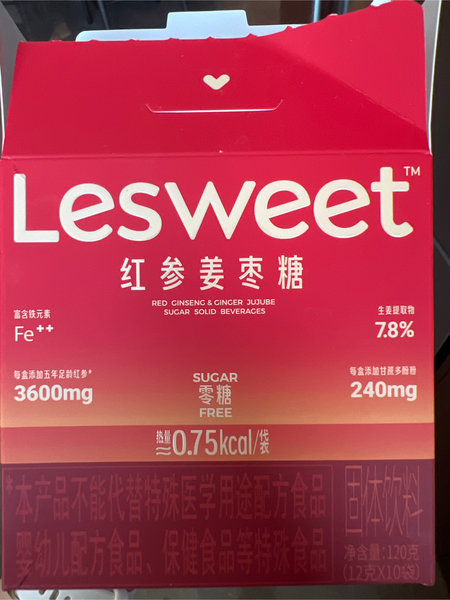 Lesweet™
红参姜枣糖
RED GINSENG & GINGER JUJUBE
SUGAR SOLID BEVERAGES
富含铁元素
Fe++
生姜提取物
7.8%
每盒添加五年足龄红参*
3600mg
SUGAR
零糖
FREE
每盒添加甘蔗多酚粉
240mg
热量≈0.75kcal/袋
*本产品不能代替特殊医学用途配方食品
婴幼儿配方食品、保健食品等特殊食品
固体饮料
净含量:120克
(12克X10袋)